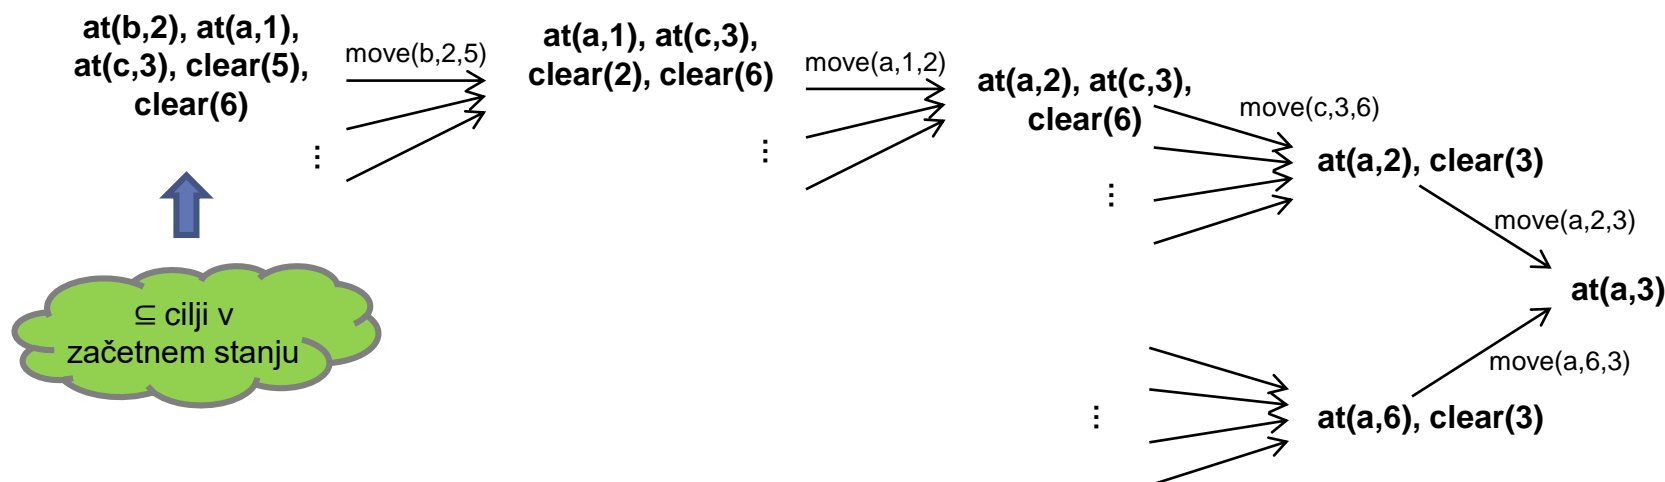 at(b,2), at(a,1),
at(c,3), clear(5),
clear(6)
move(b,2,5)
at(a,1), at(c,3),
clear(2), clear(6)
move(a,1,2)
at(a,2), at(c,3),
clear(6)
move(c,3,6)
at(a,2), clear(3)
move(a,2,3)
at(a,3)
move(a,6,3)
at(a,6), clear(3)
...
...
...
...
⊆ cilji v
začetnem stanju